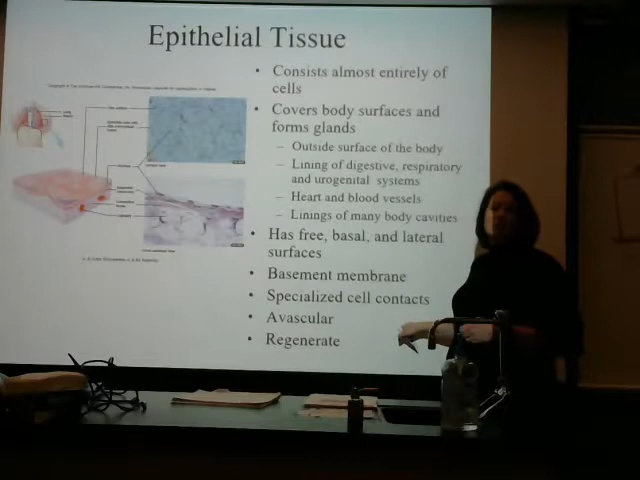 Epithelial Tissue
• Consists almost entirely of
cells
• Covers body surfaces and
forms glands
– Outside surface of the body
– Lining of digestive, respiratory
and urogenital systems
– Heart and blood vessels
– Linings of many body cavities
• Has free, basal, and lateral
surfaces
• Basement membrane
• Specialized cell contacts
• Avascular
• Regenerate